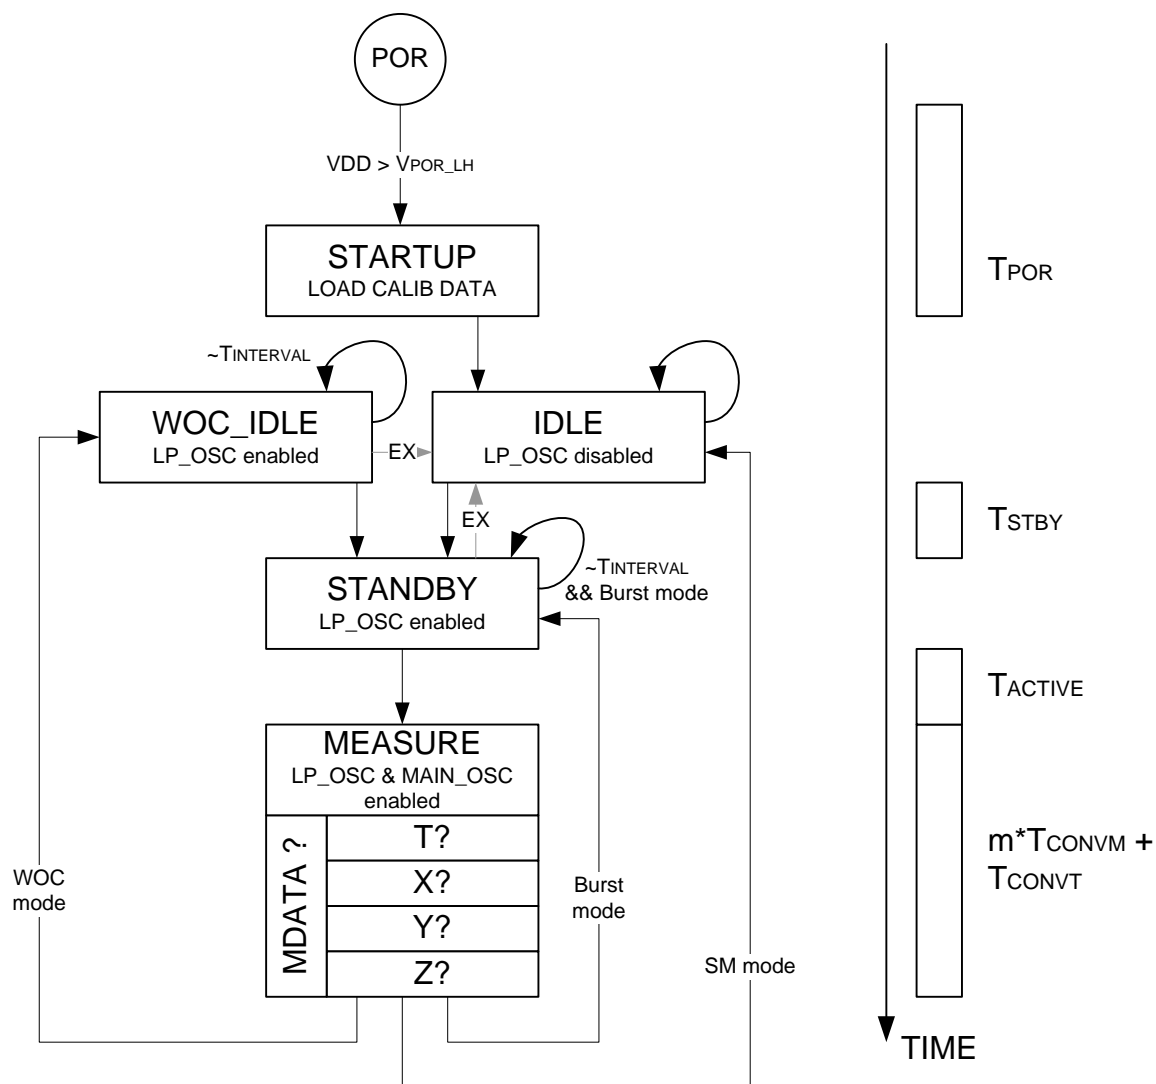 POR
VDD > VPOR_LH
STARTUP
LOAD CALIB DATA
TPOR
~TINTERVAL
WOC_IDLE
LP_OSC enabled
EX
IDLE
LP_OSC disabled
EX
TSTBY
STANDBY
LP_OSC enabled
~TINTERVAL
&& Burst mode
TACTIVE
MEASURE
LP_OSC & MAIN_OSC
enabled
MDATA ?
T?
X?
Y?
Z?
WOC
mode
Burst
mode
SM mode
m*TCONVM +
TCONVT
TIME